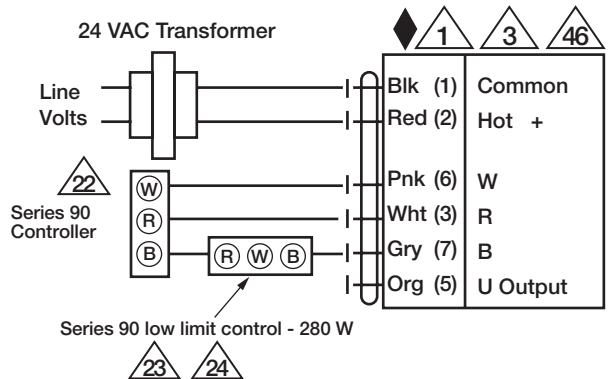 24 VAC Transformer
1 3 46
Line
Volts
Blk (1) Common
Red (2) Hot +
22
Series 90
Controller
W
R
B
R W B
Pnk (6) W
Wht (3) R
Gry (7) B
Org (5) U Output
Series 90 low limit control - 280 W
23 24